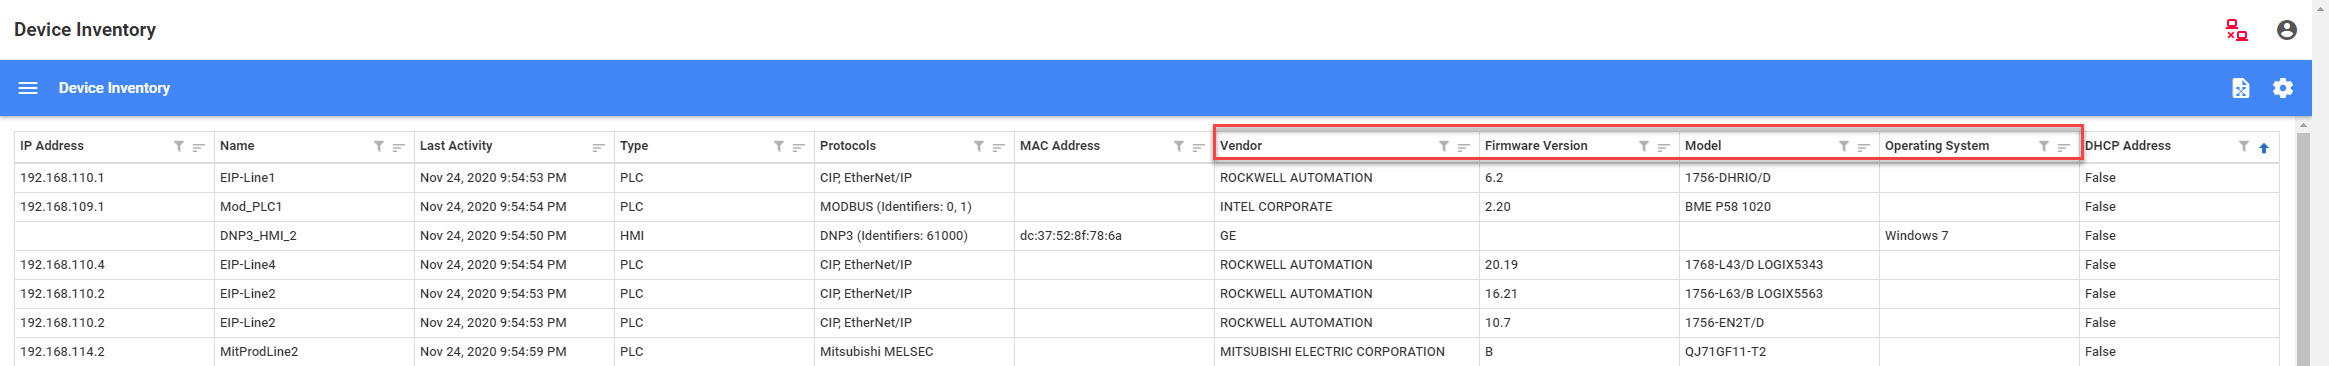 Device Inventory
Device Inventory
IP Address Name Last Activity Type Protocols MAC Address Vendor Firmware Version Model Operating System DHCP Address
192.168.110.1 EIP-Line1 Nov 24, 2020 9:54:53 PM PLC CIP, EtherNet/IP ROCKWELL AUTOMATION 6.2 1756-DHRIO/D False
192.168.109.1 Mod_PLC1 Nov 24, 2020 9:54:54 PM PLC MODBUS (Identifiers: 0, 1) INTEL CORPORATE 2.20 BME P58 1020 False
DNP3_HMI_2 Nov 24, 2020 9:54:50 PM HMI DNP3 (Identifiers: 61000) dc:37:52:8f:78:6a GE Windows 7 False
192.168.110.4 EIP-Line4 Nov 24, 2020 9:54:54 PM PLC CIP, EtherNet/IP ROCKWELL AUTOMATION 20.19 1768-L43/D LOGIX5343 False
192.168.110.2 EIP-Line2 Nov 24, 2020 9:54:53 PM PLC CIP, EtherNet/IP ROCKWELL AUTOMATION 16.21 1756-L63/B LOGIX5563 False
192.168.110.2 EIP-Line2 Nov 24, 2020 9:54:53 PM PLC CIP, EtherNet/IP ROCKWELL AUTOMATION 10.7 1756-EN2T/D False
192.168.114.2 MitProdLine2 Nov 24, 2020 9:54:59 PM PLC Mitsubishi MELSEC MITSUBISHI ELECTRIC CORPORATION B QJ71GF11-T2 False